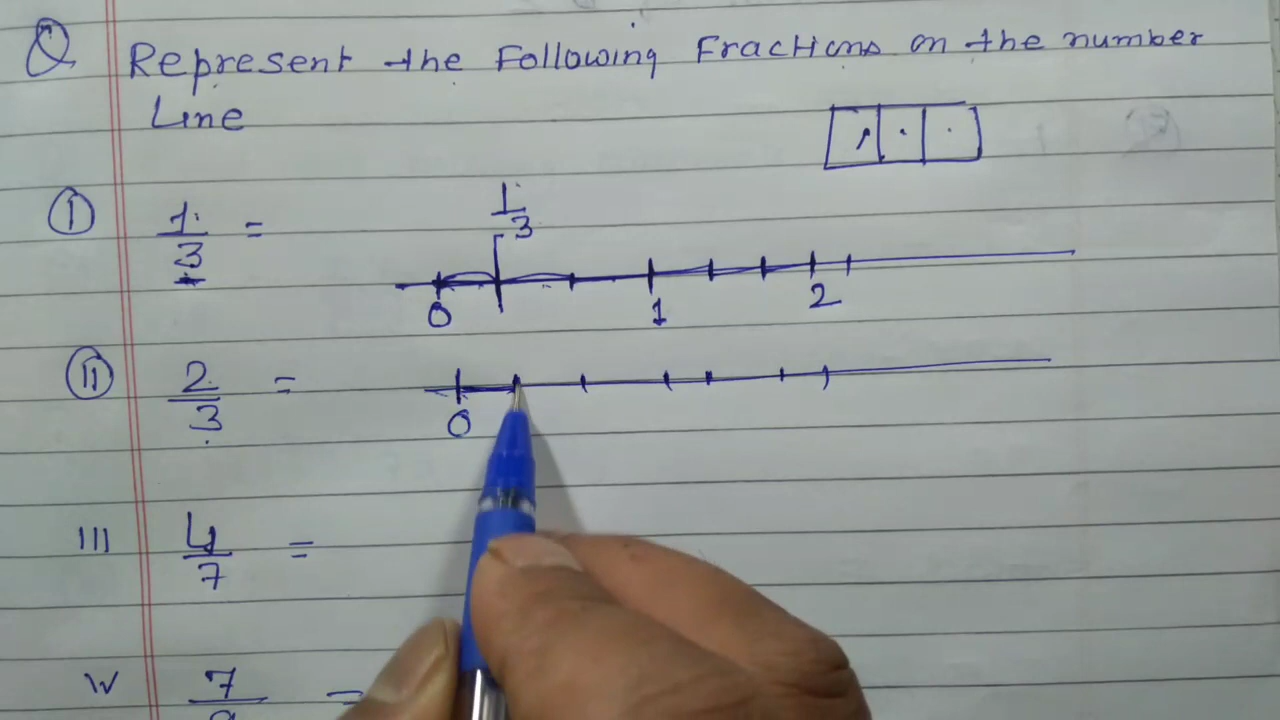 Q Represent the Following Fractions on the number
Line
I 1/3 = 1/3
0 1 2
II 2/3 =
0
III 4/7 =
IV 7/ =